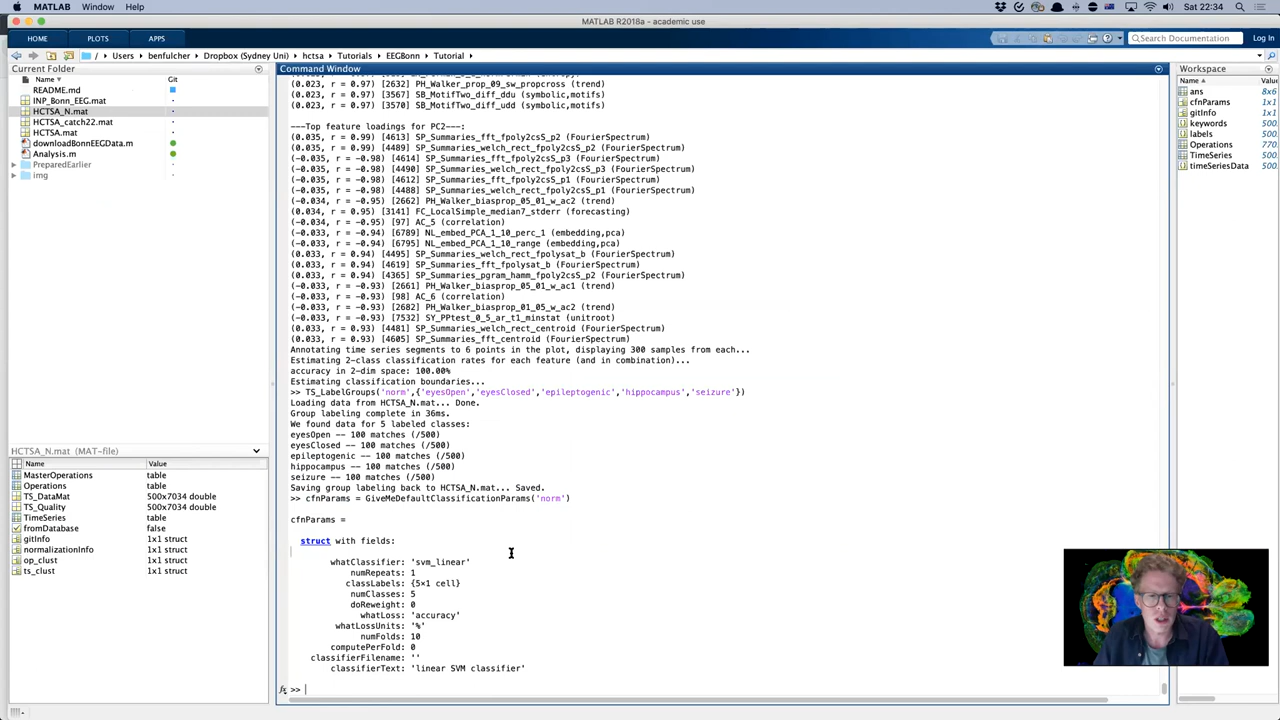 MATLAB Window Help
Sat 22:34
MATLAB R2018a - academic use
HOME PLOTS APPS
Search Documentation Log In
/ Users benfulcher Dropbox (Sydney Uni) hctsa Tutorials EEGBonn Tutorial
Current Folder
Name Git
README.md
INP_Bonn_EEG.mat
HCTSA_N.mat
HCTSA_catch22.mat
HCTSA.mat
downloadBonnEEGData.m
Analysis.m
PreparedEarlier
img
HCTSA_N.mat (MAT-file)
Name Value
MasterOperations table
Operations table
TS_DataMat 500x7034 double
TS_Quality 500x7034 double
TimeSeries table
fromDatabase false
gitInfo 1x1 struct
normalizationInfo 1x1 struct
op_clust 1x1 struct
ts_clust 1x1 struct
Command Window
(0.023, r = 0.97) [2632] PH_Walker_prop_09_sw_propcross (trend)
(0.023, r = 0.97) [3567] SB_MotifTwo_diff_ddu (symbolic,motifs)
(0.023, r = 0.97) [3570] SB_MotifTwo_diff_udd (symbolic,motifs)
---Top feature loadings for PC2---:
(0.035, r = 0.99) [4613] SP_Summaries_fft_fpoly2csS_p2 (FourierSpectrum)
(0.035, r = 0.99) [4489] SP_Summaries_welch_rect_fpoly2csS_p2 (FourierSpectrum)
(-0.035, r = -0.98) [4614] SP_Summaries_fft_fpoly2csS_p3 (FourierSpectrum)
(-0.035, r = -0.98) [4490] SP_Summaries_welch_rect_fpoly2csS_p3 (FourierSpectrum)
(-0.035, r = -0.98) [4612] SP_Summaries_fft_fpoly2csS_p1 (FourierSpectrum)
(-0.035, r = -0.98) [4488] SP_Summaries_welch_rect_fpoly2csS_p1 (FourierSpectrum)
(-0.034, r = -0.95) [2662] PH_Walker_biasprop_05_01_w_ac2 (trend)
(0.034, r = 0.95) [3141] FC_LocalSimple_median7_stderr (forecasting)
(-0.034, r = -0.95) [97] AC_5 (correlation)
(-0.033, r = -0.94) [6789] NL_embed_PCA_1_10_perc_1 (embedding,pca)
(-0.033, r = -0.94) [6795] NL_embed_PCA_1_10_range (embedding,pca)
(0.033, r = 0.94) [4495] SP_Summaries_welch_rect_fpolysat_b (FourierSpectrum)
(0.033, r = 0.94) [4619] SP_Summaries_fft_fpolysat_b (FourierSpectrum)
(0.033, r = 0.94) [4365] SP_Summaries_pgram_hamm_fpoly2csS_p2 (FourierSpectrum)
(-0.033, r = -0.93) [2661] PH_Walker_biasprop_05_01_w_ac1 (trend)
(-0.033, r = -0.93) [98] AC_6 (correlation)
(-0.033, r = -0.93) [2682] PH_Walker_biasprop_01_05_w_ac2 (trend)
(-0.033, r = -0.93) [7532] SY_PPtest_0_5_ar_t1_minstat (unitroot)
(0.033, r = 0.93) [4481] SP_Summaries_welch_rect_centroid (FourierSpectrum)
(0.033, r = 0.93) [4605] SP_Summaries_fft_centroid (FourierSpectrum)
Annotating time series segments to 6 points in the plot, displaying 300 samples from each...
Estimating 2-class classification rates for each feature (and in combination)...
accuracy in 2-dim space: 100.00%
Estimating classification boundaries...
>> TS_LabelGroups('norm',{'eyesOpen','eyesClosed','epileptogenic','hippocampus','seizure'})
Loading data from HCTSA_N.mat... Done.
Group labeling complete in 36ms.
We found data for 5 labeled classes:
eyesOpen -- 100 matches (/500)
eyesClosed -- 100 matches (/500)
epileptogenic -- 100 matches (/500)
hippocampus -- 100 matches (/500)
seizure -- 100 matches (/500)
Saving group labeling back to HCTSA_N.mat... Saved.
>> cfnParams = GiveMeDefaultClassificationParams('norm')
cfnParams =
struct with fields:
whatClassifier: 'svm_linear'
numRepeats: 1
classLabels: {5×1 cell}
numClasses: 5
doReweight: 0
whatLoss: 'accuracy'
whatLossUnits: '%'
numFolds: 10
computePerFold: 0
classifierFilename: ''
classifierText: 'linear SVM classifier'
fx >>
Workspace
Name Value
ans 8x6
cfnParams 1x1
gitInfo 1x1
keywords 500.
labels 500.
Operations 770.
TimeSeries 500.
timeSeriesData 500.